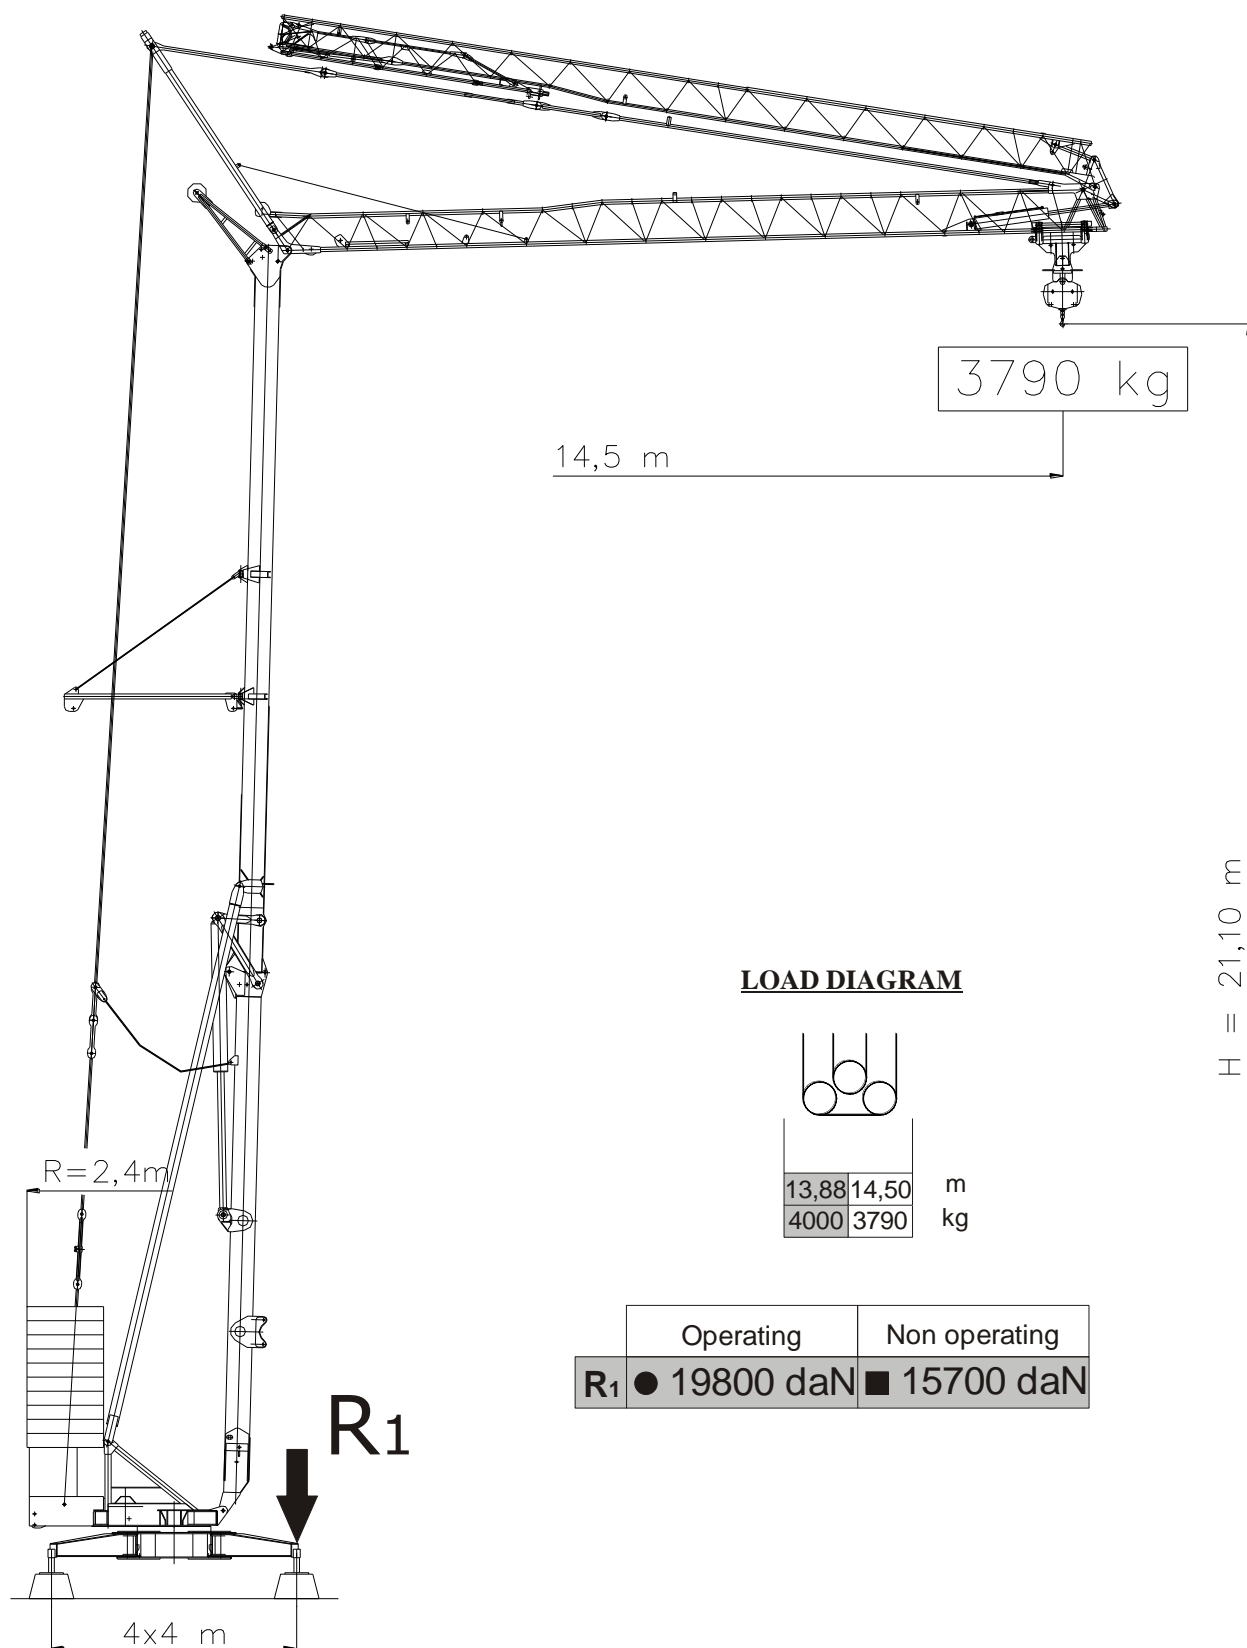 3790 kg
14,5 m
H = 21,10 m
LOAD DIAGRAM
R=2,4m
13,88 14,50 m
4000 3790 kg
Operating Non operating
R1 ● 19800 daN ■ 15700 daN
R1
4x4 m